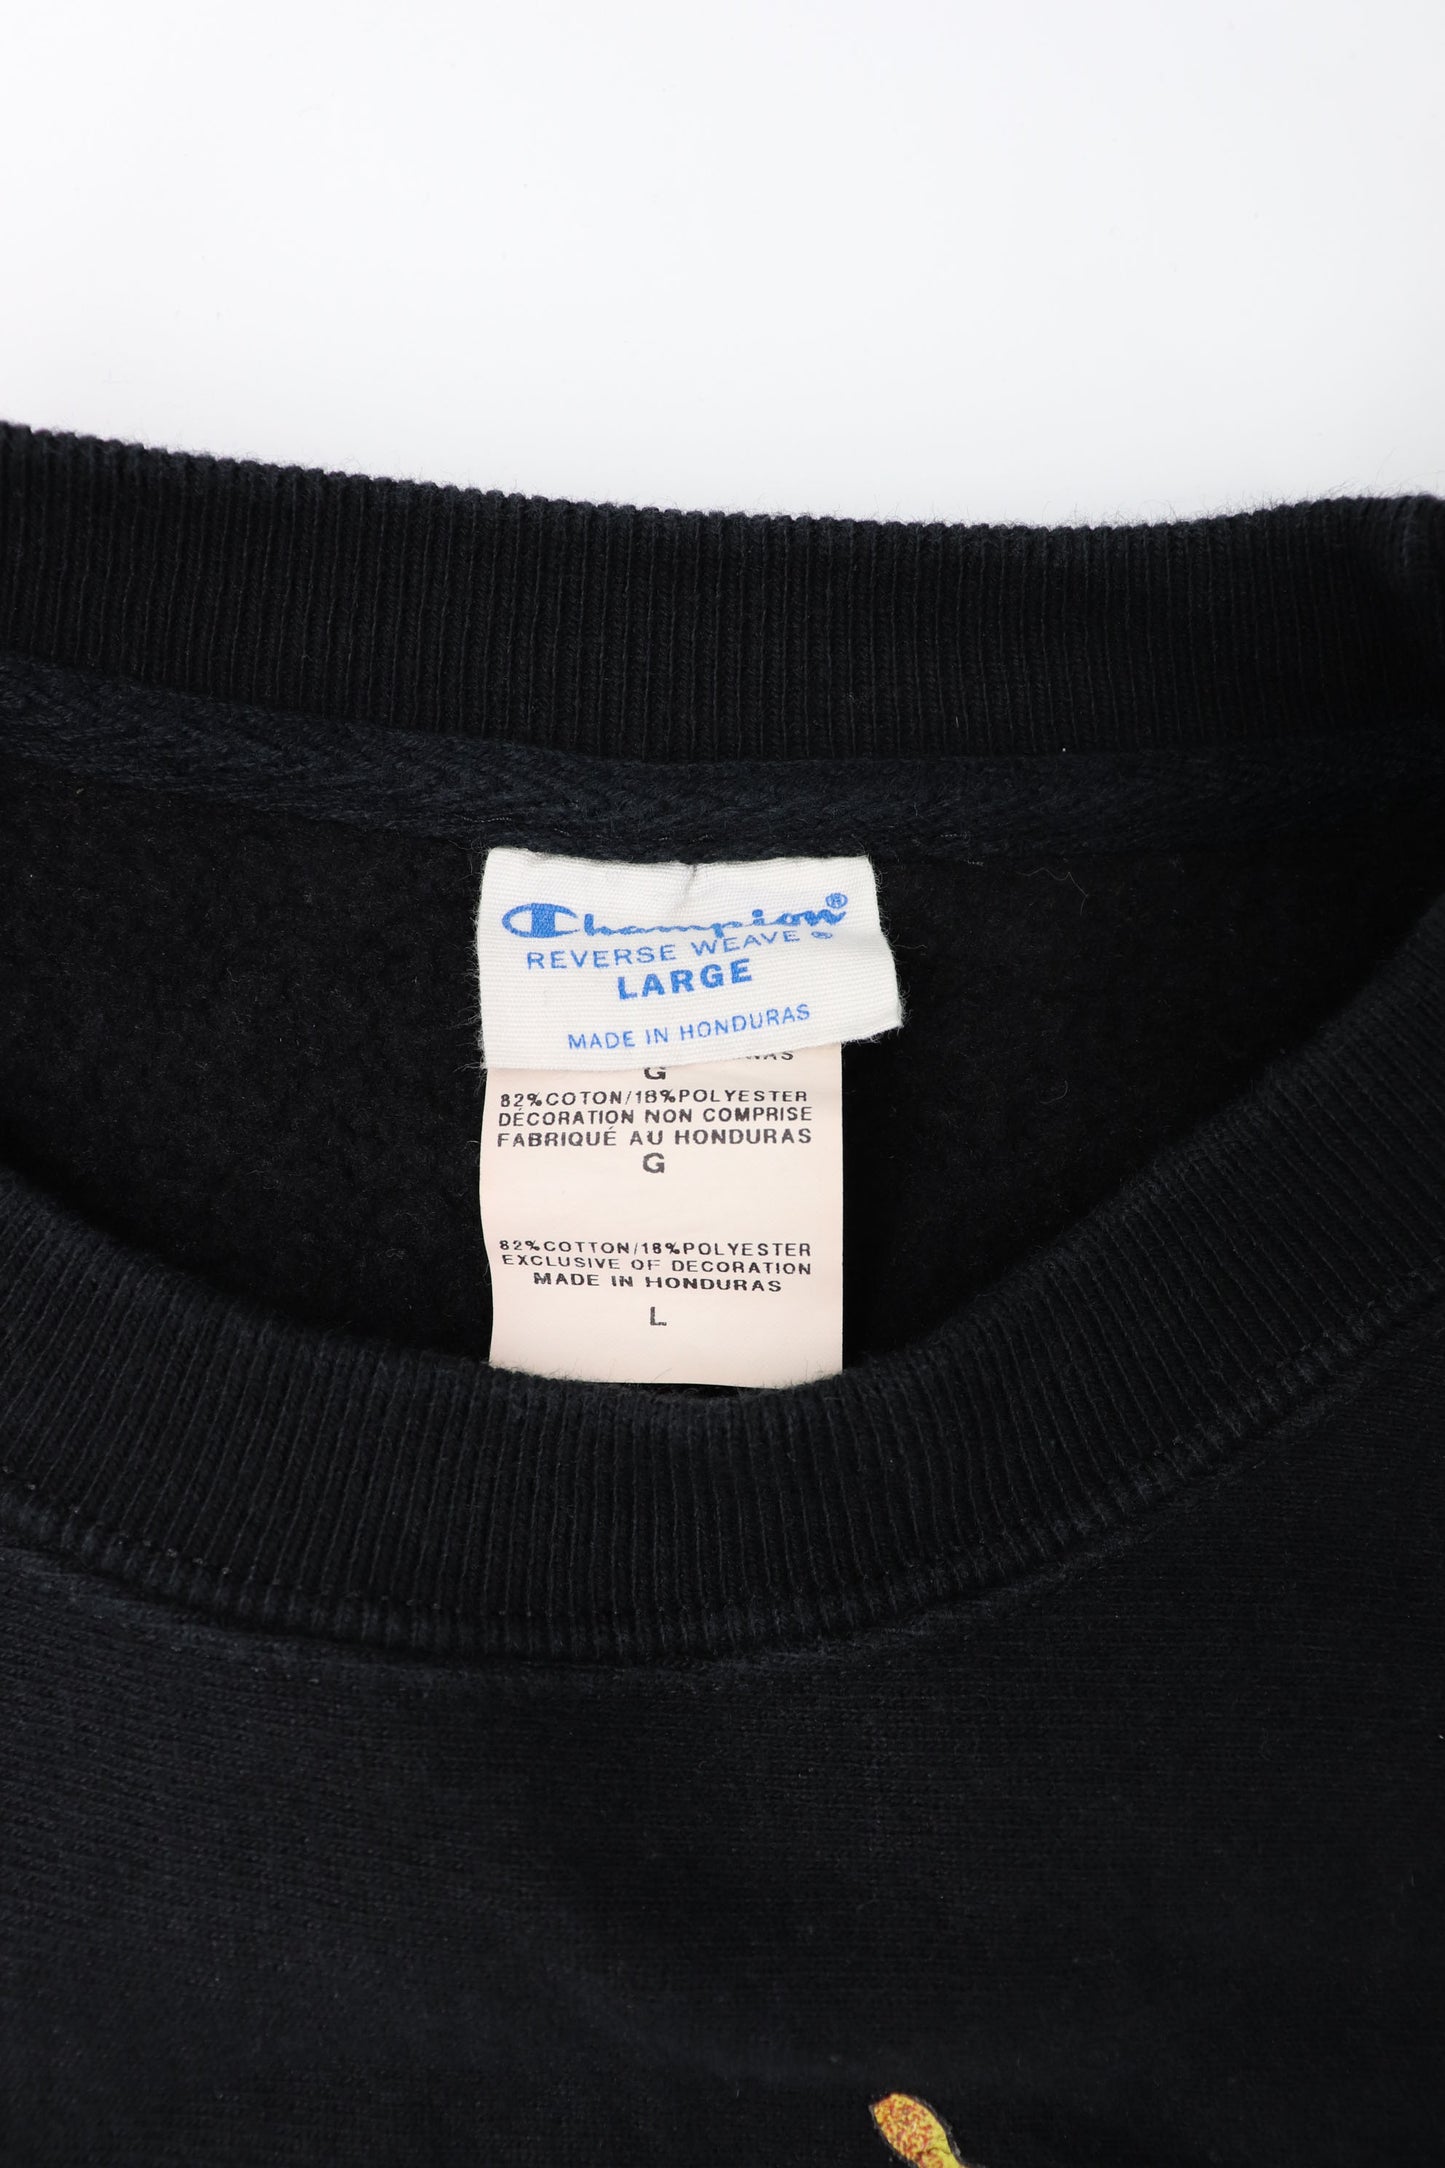 Champion®
REVERSE WEAVE ®
LARGE
MADE IN HONDURAS
G
82%COTON/18%POLYESTER
DÉCORATION NON COMPRISE
FABRIQUÉ AU HONDURAS
G
82%COTTON/18%POLYESTER
EXCLUSIVE OF DECORATION
MADE IN HONDURAS
L